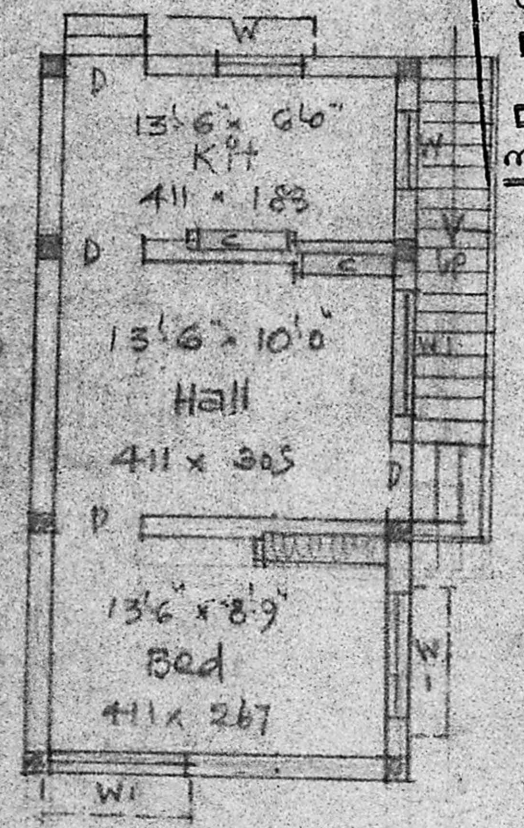 W
D
13'6" x 6'0"
Kit
W
411 x 183
D
C
C
UP
13'6" x 10'0"
W1
Hall
411 x 305
D
D
13'6" x 8'9"
Bed
W1
411 x 267
W1